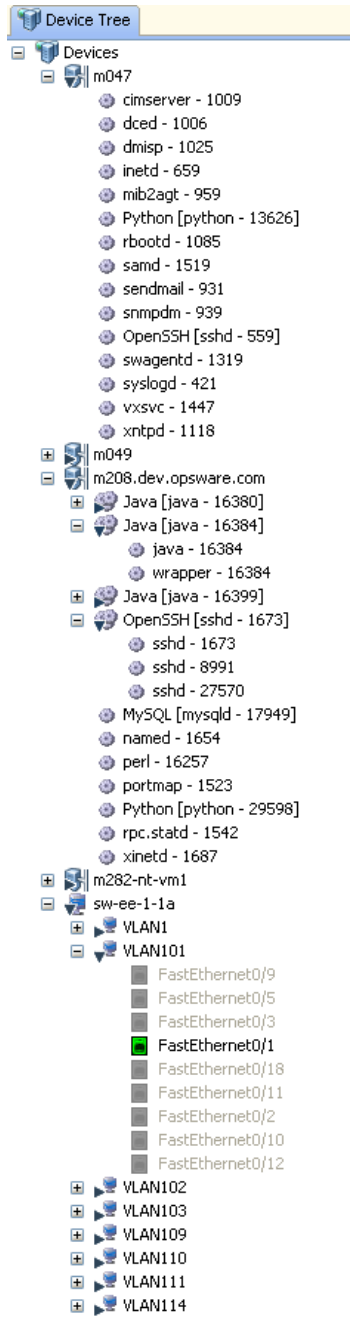 Device Tree
Devices
m047
cimserver - 1009
dced - 1006
dmisp - 1025
inetd - 659
mib2agt - 959
Python [python - 13626]
rbootd - 1085
samd - 1519
sendmail - 931
snmpdm - 939
OpenSSH [sshd - 559]
swagentd - 1319
syslogd - 421
vxsvc - 1447
xntpd - 1118
m049
m208.dev.opsware.com
Java [java - 16380]
Java [java - 16384]
java - 16384
wrapper - 16384
Java [java - 16399]
OpenSSH [sshd - 1673]
sshd - 1673
sshd - 8991
sshd - 27570
MySQL [mysqld - 17949]
named - 1654
perl - 16257
portmap - 1523
Python [python - 29598]
rpc.statd - 1542
xinetd - 1687
m282-nt-vm1
sw-ee-1-1a
VLAN1
VLAN101
FastEthernet0/9
FastEthernet0/5
FastEthernet0/3
FastEthernet0/1
FastEthernet0/18
FastEthernet0/11
FastEthernet0/2
FastEthernet0/10
FastEthernet0/12
VLAN102
VLAN103
VLAN109
VLAN110
VLAN111
VLAN114